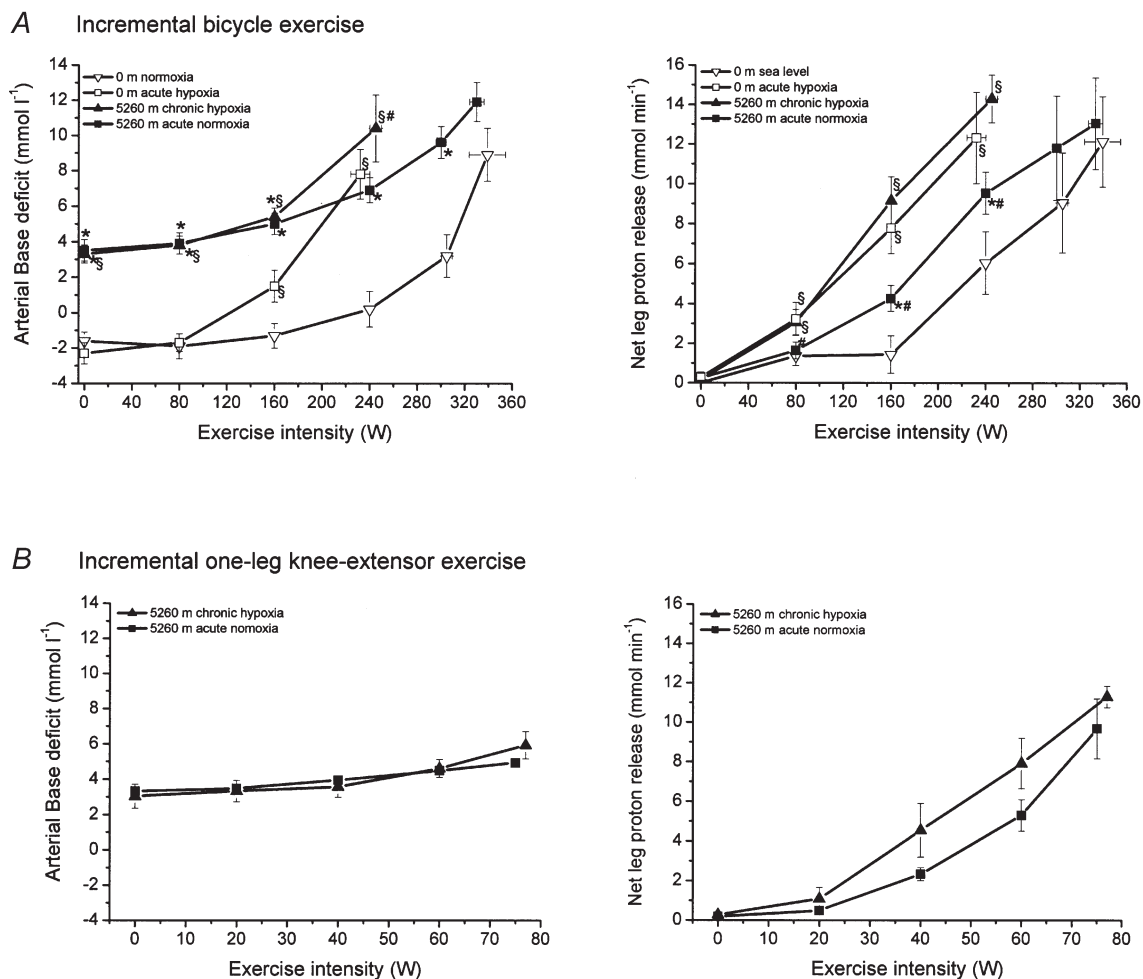 A Incremental bicycle exercise
Arterial Base deficit (mmol l⁻¹)
14
12
10
8
6
4
2
0
-2
-4
0 m normoxia
0 m acute hypoxia
5260 m chronic hypoxia
5260 m acute normoxia
* * *§ §# § * * *§ *§ * * §
0 40 80 120 160 200 240 280 320 360
Exercise intensity (W)
Net leg proton release (mmol min⁻¹)
16
14
12
10
8
6
4
2
0
0 m sea level
0 m acute hypoxia
5260 m chronic hypoxia
5260 m acute normoxia
§ § § § § § # *# *#
0 40 80 120 160 200 240 280 320 360
Exercise intensity (W)
B Incremental one-leg knee-extensor exercise
Arterial Base deficit (mmol l⁻¹)
14
12
10
8
6
4
2
0
-2
-4
5260 m chronic hypoxia
5260 m acute nomoxia
0 10 20 30 40 50 60 70 80
Exercise intensity (W)
Net leg proton release (mmol min⁻¹)
16
14
12
10
8
6
4
2
0
5260 m chronic hypoxia
5260 m acute normoxia
0 10 20 30 40 50 60 70 80
Exercise intensity (W)